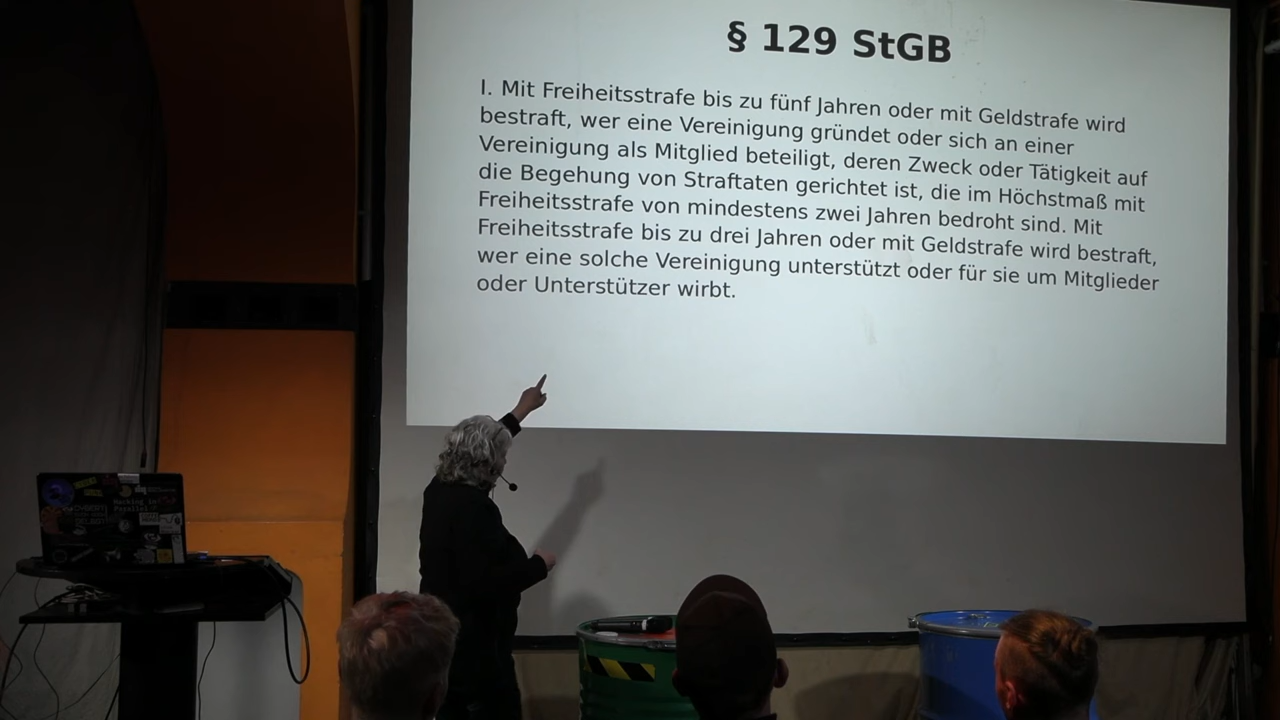 § 129 StGB
I. Mit Freiheitsstrafe bis zu fünf Jahren oder mit Geldstrafe wird
bestraft, wer eine Vereinigung gründet oder sich an einer
Vereinigung als Mitglied beteiligt, deren Zweck oder Tätigkeit auf
die Begehung von Straftaten gerichtet ist, die im Höchstmaß mit
Freiheitsstrafe von mindestens zwei Jahren bedroht sind. Mit
Freiheitsstrafe bis zu drei Jahren oder mit Geldstrafe wird bestraft,
wer eine solche Vereinigung unterstützt oder für sie um Mitglieder
oder Unterstützer wirbt.